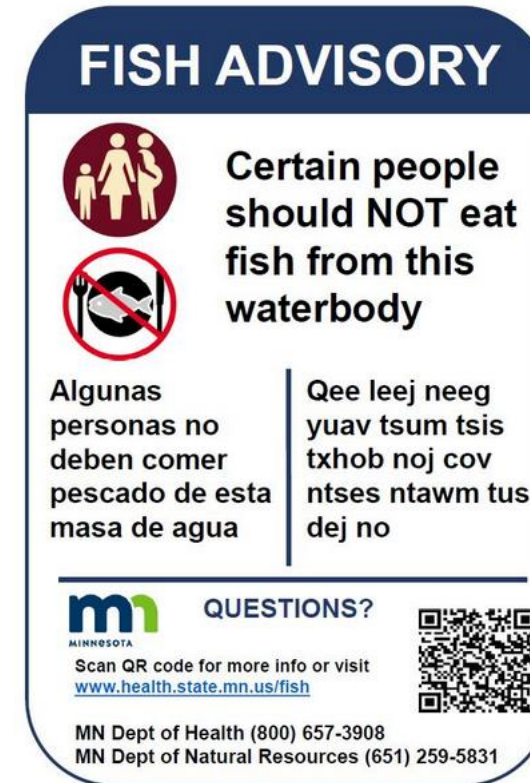 FISH ADVISORY
Certain people
should NOT eat
fish from this
waterbody
Algunas
personas no
deben comer
pescado de esta
masa de agua
Qee leej neeg
yuav tsum tsis
txhob noj cov
ntses ntawm tus
dej no
mn
MINNESOTA
QUESTIONS?
Scan QR code for more info or visit
www.health.state.mn.us/fish
MN Dept of Health (800) 657-3908
MN Dept of Natural Resources (651) 259-5831